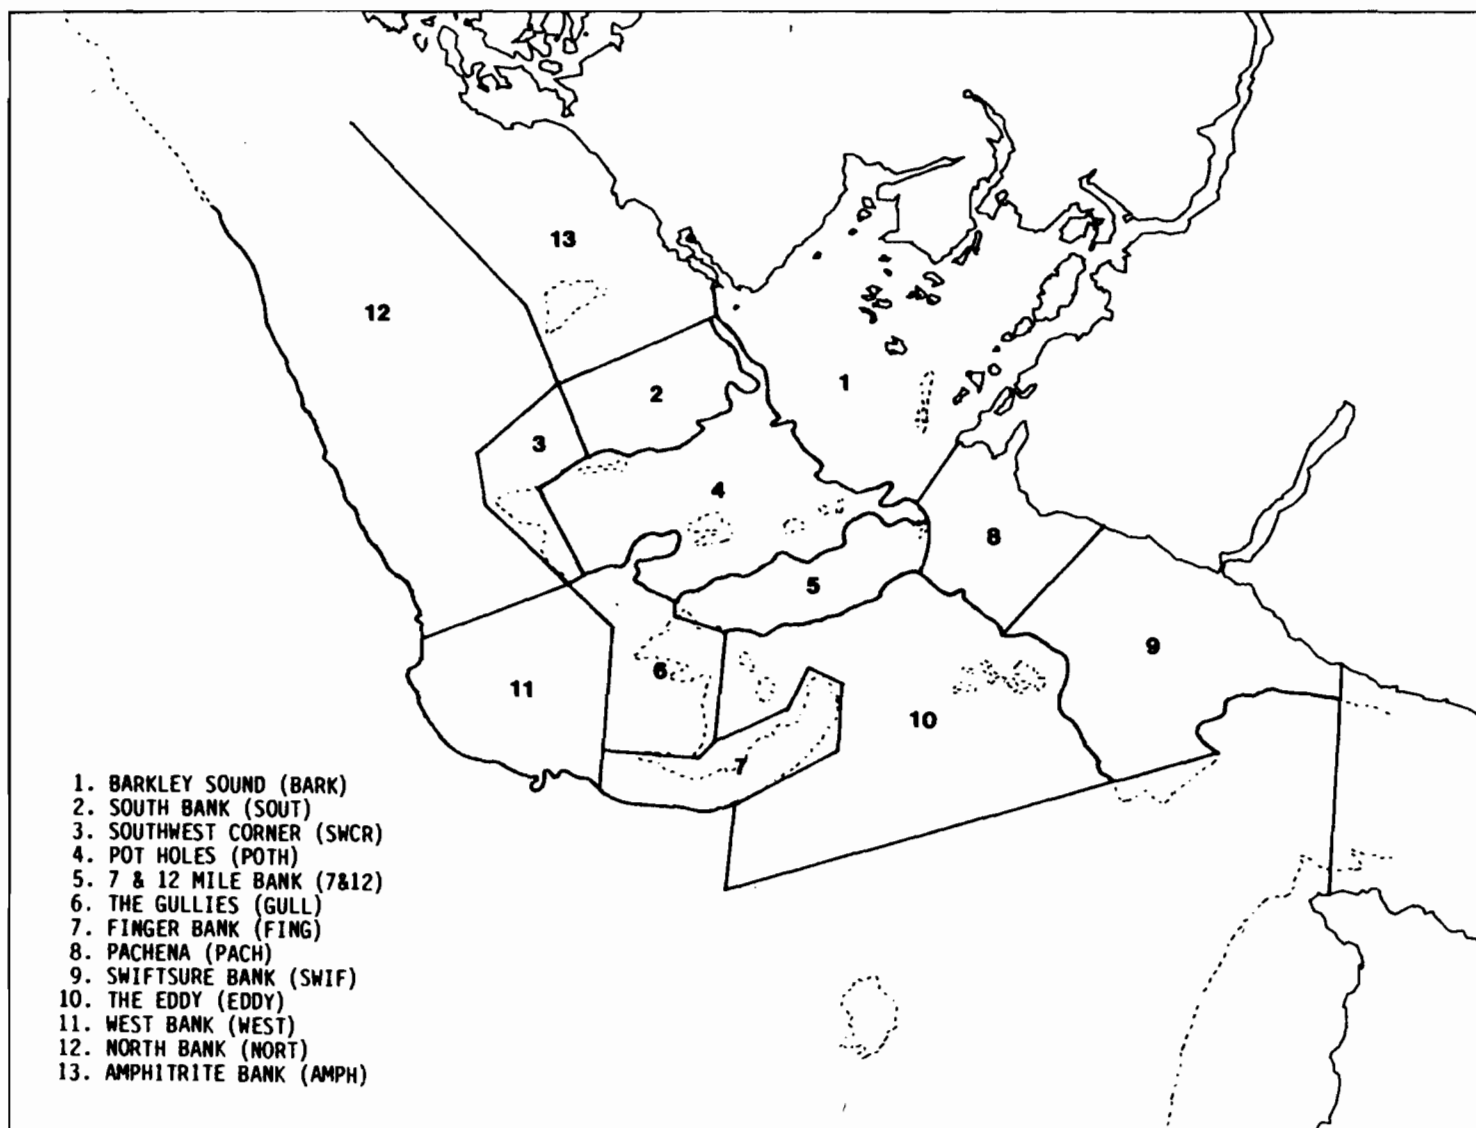 13
12
1
2
3
4
8
5
9
6
11
10
7
1. BARKLEY SOUND (BARK)
2. SOUTH BANK (SOUT)
3. SOUTHWEST CORNER (SWCR)
4. POT HOLES (POTH)
5. 7 & 12 MILE BANK (7&12)
6. THE GULLIES (GULL)
7. FINGER BANK (FING)
8. PACHENA (PACH)
9. SWIFTSURE BANK (SWIF)
10. THE EDDY (EDDY)
11. WEST BANK (WEST)
12. NORTH BANK (NORT)
13. AMPHITRITE BANK (AMPH)